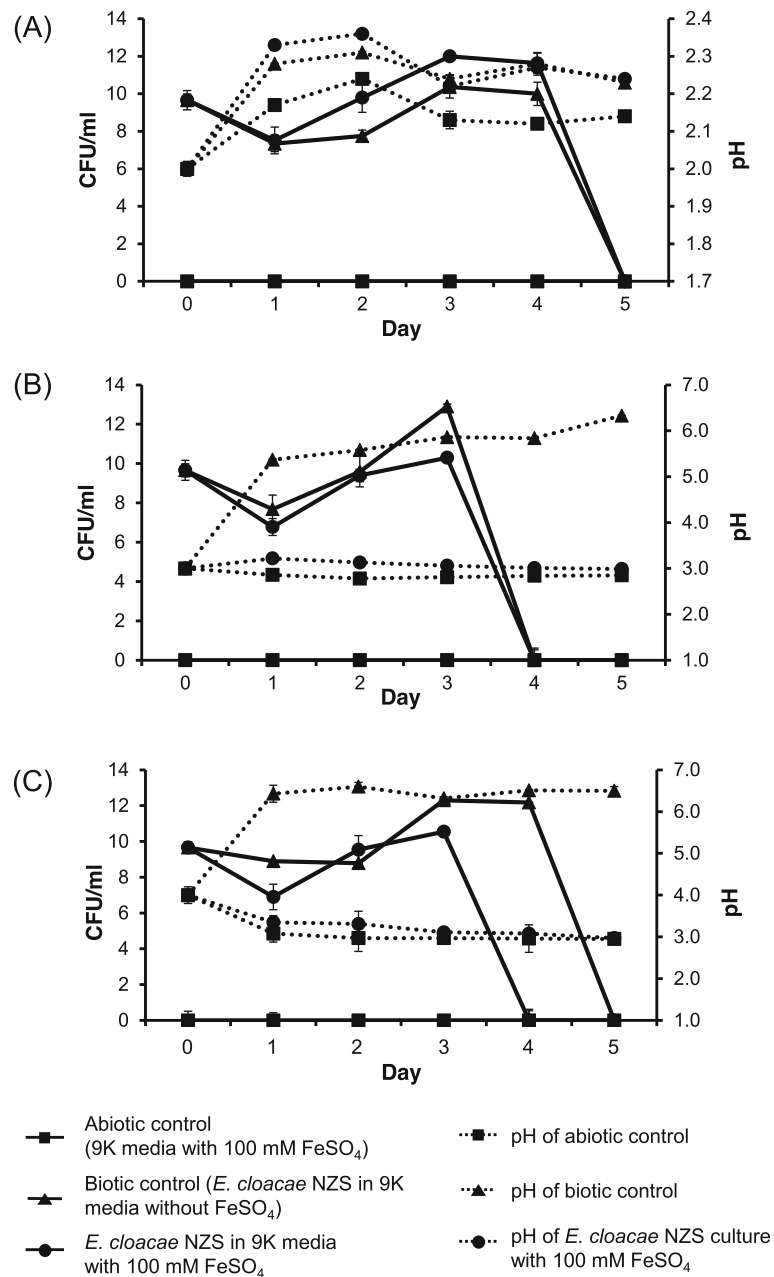 (A)
14
12
10
8
6
4
2
0
CFU/ml
2.4
2.3
2.2
2.1
2.0
1.9
1.8
1.7
pH
0 1 2 3 4 5
Day
(B)
14
12
10
8
6
4
2
0
CFU/ml
7.0
6.0
5.0
4.0
3.0
2.0
1.0
pH
0 1 2 3 4 5
Day
(C)
14
12
10
8
6
4
2
0
CFU/ml
7.0
6.0
5.0
4.0
3.0
2.0
1.0
pH
0 1 2 3 4 5
Day
Abiotic control
(9K media with 100 mM FeSO₄)
Biotic control (E. cloacae NZS in 9K
media without FeSO₄)
E. cloacae NZS in 9K media
with 100 mM FeSO₄
pH of abiotic control
pH of biotic control
pH of E. cloacae NZS culture
with 100 mM FeSO₄